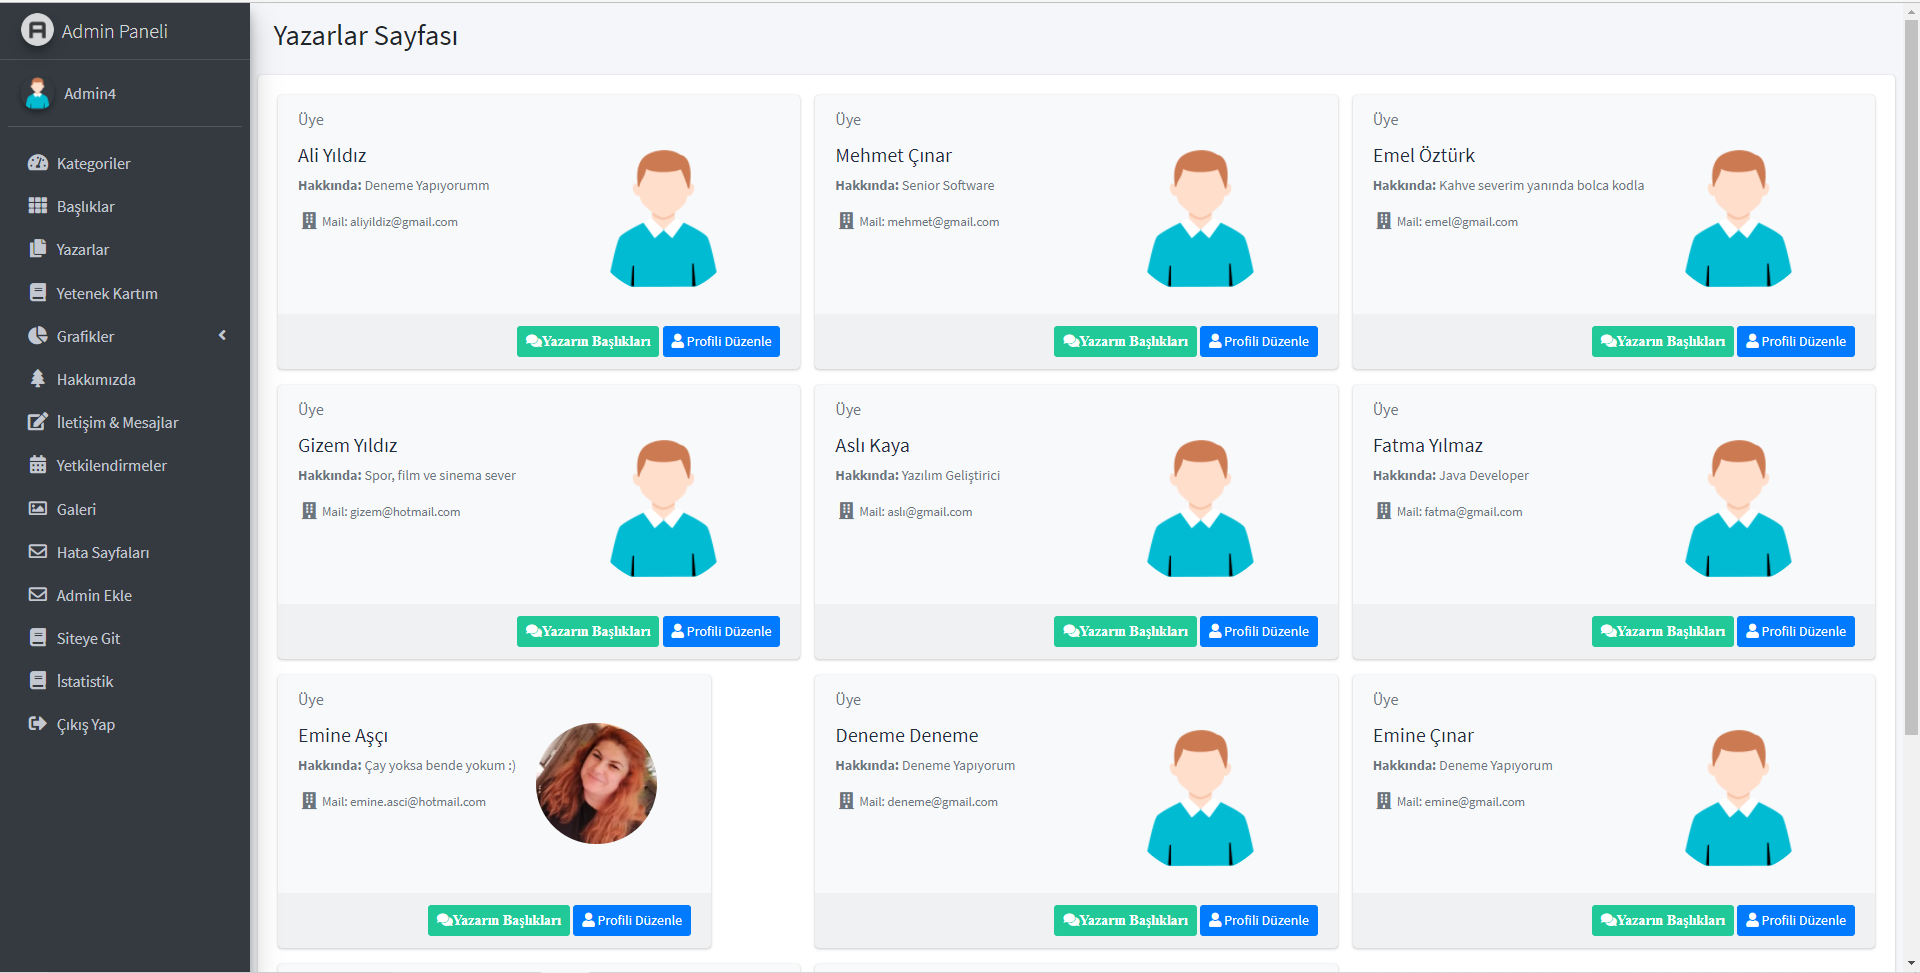 Admin Paneli
Admin4
Kategoriler
Başlıklar
Yazarlar
Yetenek Kartım
Grafikler
Hakkımızda
İletişim & Mesajlar
Yetkilendirmeler
Galeri
Hata Sayfaları
Admin Ekle
Siteye Git
İstatistik
Çıkış Yap
Yazarlar Sayfası
Üye
Ali Yıldız
Hakkında: Deneme Yapıyorumm
Mail: aliyildiz@gmail.com
Yazarın Başlıkları Profili Düzenle
Üye
Mehmet Çınar
Hakkında: Senior Software
Mail: mehmet@gmail.com
Yazarın Başlıkları Profili Düzenle
Üye
Emel Öztürk
Hakkında: Kahve severim yanında bolca kodla
Mail: emel@gmail.com
Yazarın Başlıkları Profili Düzenle
Üye
Gizem Yıldız
Hakkında: Spor, film ve sinema sever
Mail: gizem@hotmail.com
Yazarın Başlıkları Profili Düzenle
Üye
Aslı Kaya
Hakkında: Yazılım Geliştirici
Mail: aslı@gmail.com
Yazarın Başlıkları Profili Düzenle
Üye
Fatma Yılmaz
Hakkında: Java Developer
Mail: fatma@gmail.com
Yazarın Başlıkları Profili Düzenle
Üye
Emine Aşçı
Hakkında: Çay yoksa bende yokum :)
Mail: emine.asci@hotmail.com
Yazarın Başlıkları Profili Düzenle
Üye
Deneme Deneme
Hakkında: Deneme Yapıyorum
Mail: deneme@gmail.com
Yazarın Başlıkları Profili Düzenle
Üye
Emine Çınar
Hakkında: Deneme Yapıyorum
Mail: emine@gmail.com
Yazarın Başlıkları Profili Düzenle